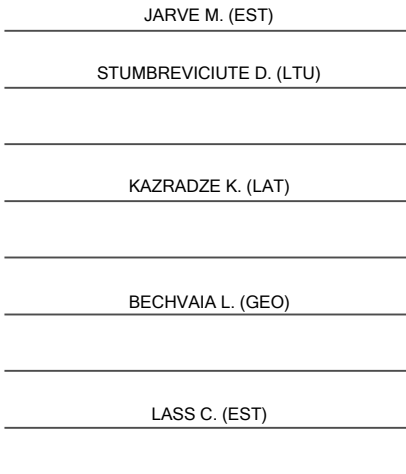 JARVE M. (EST)
STUMBREVICIUTE D. (LTU)
KAZRADZE K. (LAT)
BECHVAIA L. (GEO)
LASS C. (EST)